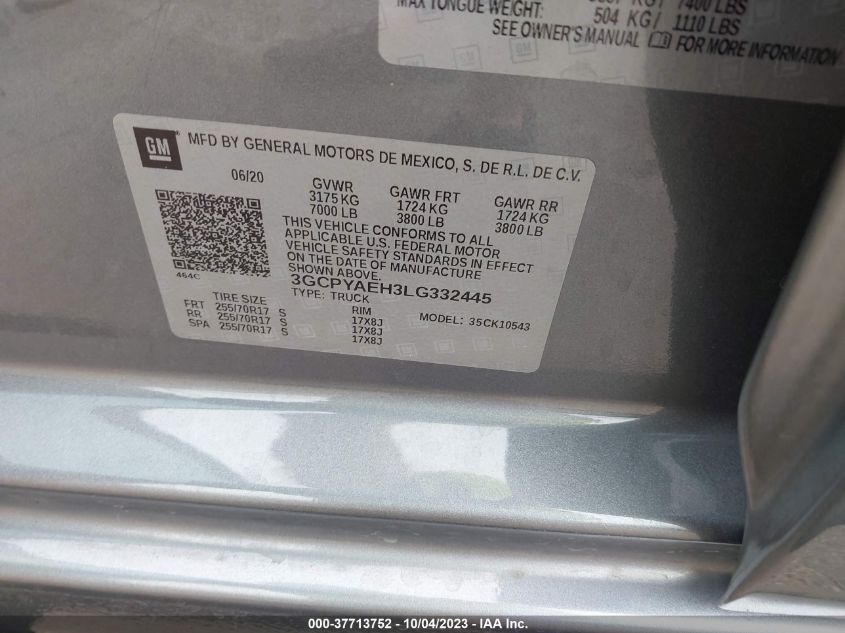 7400 LBS
MAX TONGUE WEIGHT: 504 KG / 1110 LBS
SEE OWNER'S MANUAL FOR MORE INFORMATION
GM
GM MFD BY GENERAL MOTORS DE MEXICO, S. DE R.L. DE C.V.
06/20 GVWR GAWR FRT GAWR RR
3175 KG 1724 KG 1724 KG
7000 LB 3800 LB 3800 LB
THIS VEHICLE CONFORMS TO ALL
APPLICABLE U.S. FEDERAL MOTOR
VEHICLE SAFETY STANDARDS IN EFFECT
ON THE DATE OF MANUFACTURE
SHOWN ABOVE.
464C
3GCPYAEH3LG332445
TYPE: TRUCK MODEL: 35CK10543
TIRE SIZE RIM
FRT 255/70R17 S 17X8J
RR 255/70R17 S 17X8J
SPA 255/70R17 S 17X8J
000-37713752 - 10/04/2023 - IAA Inc.